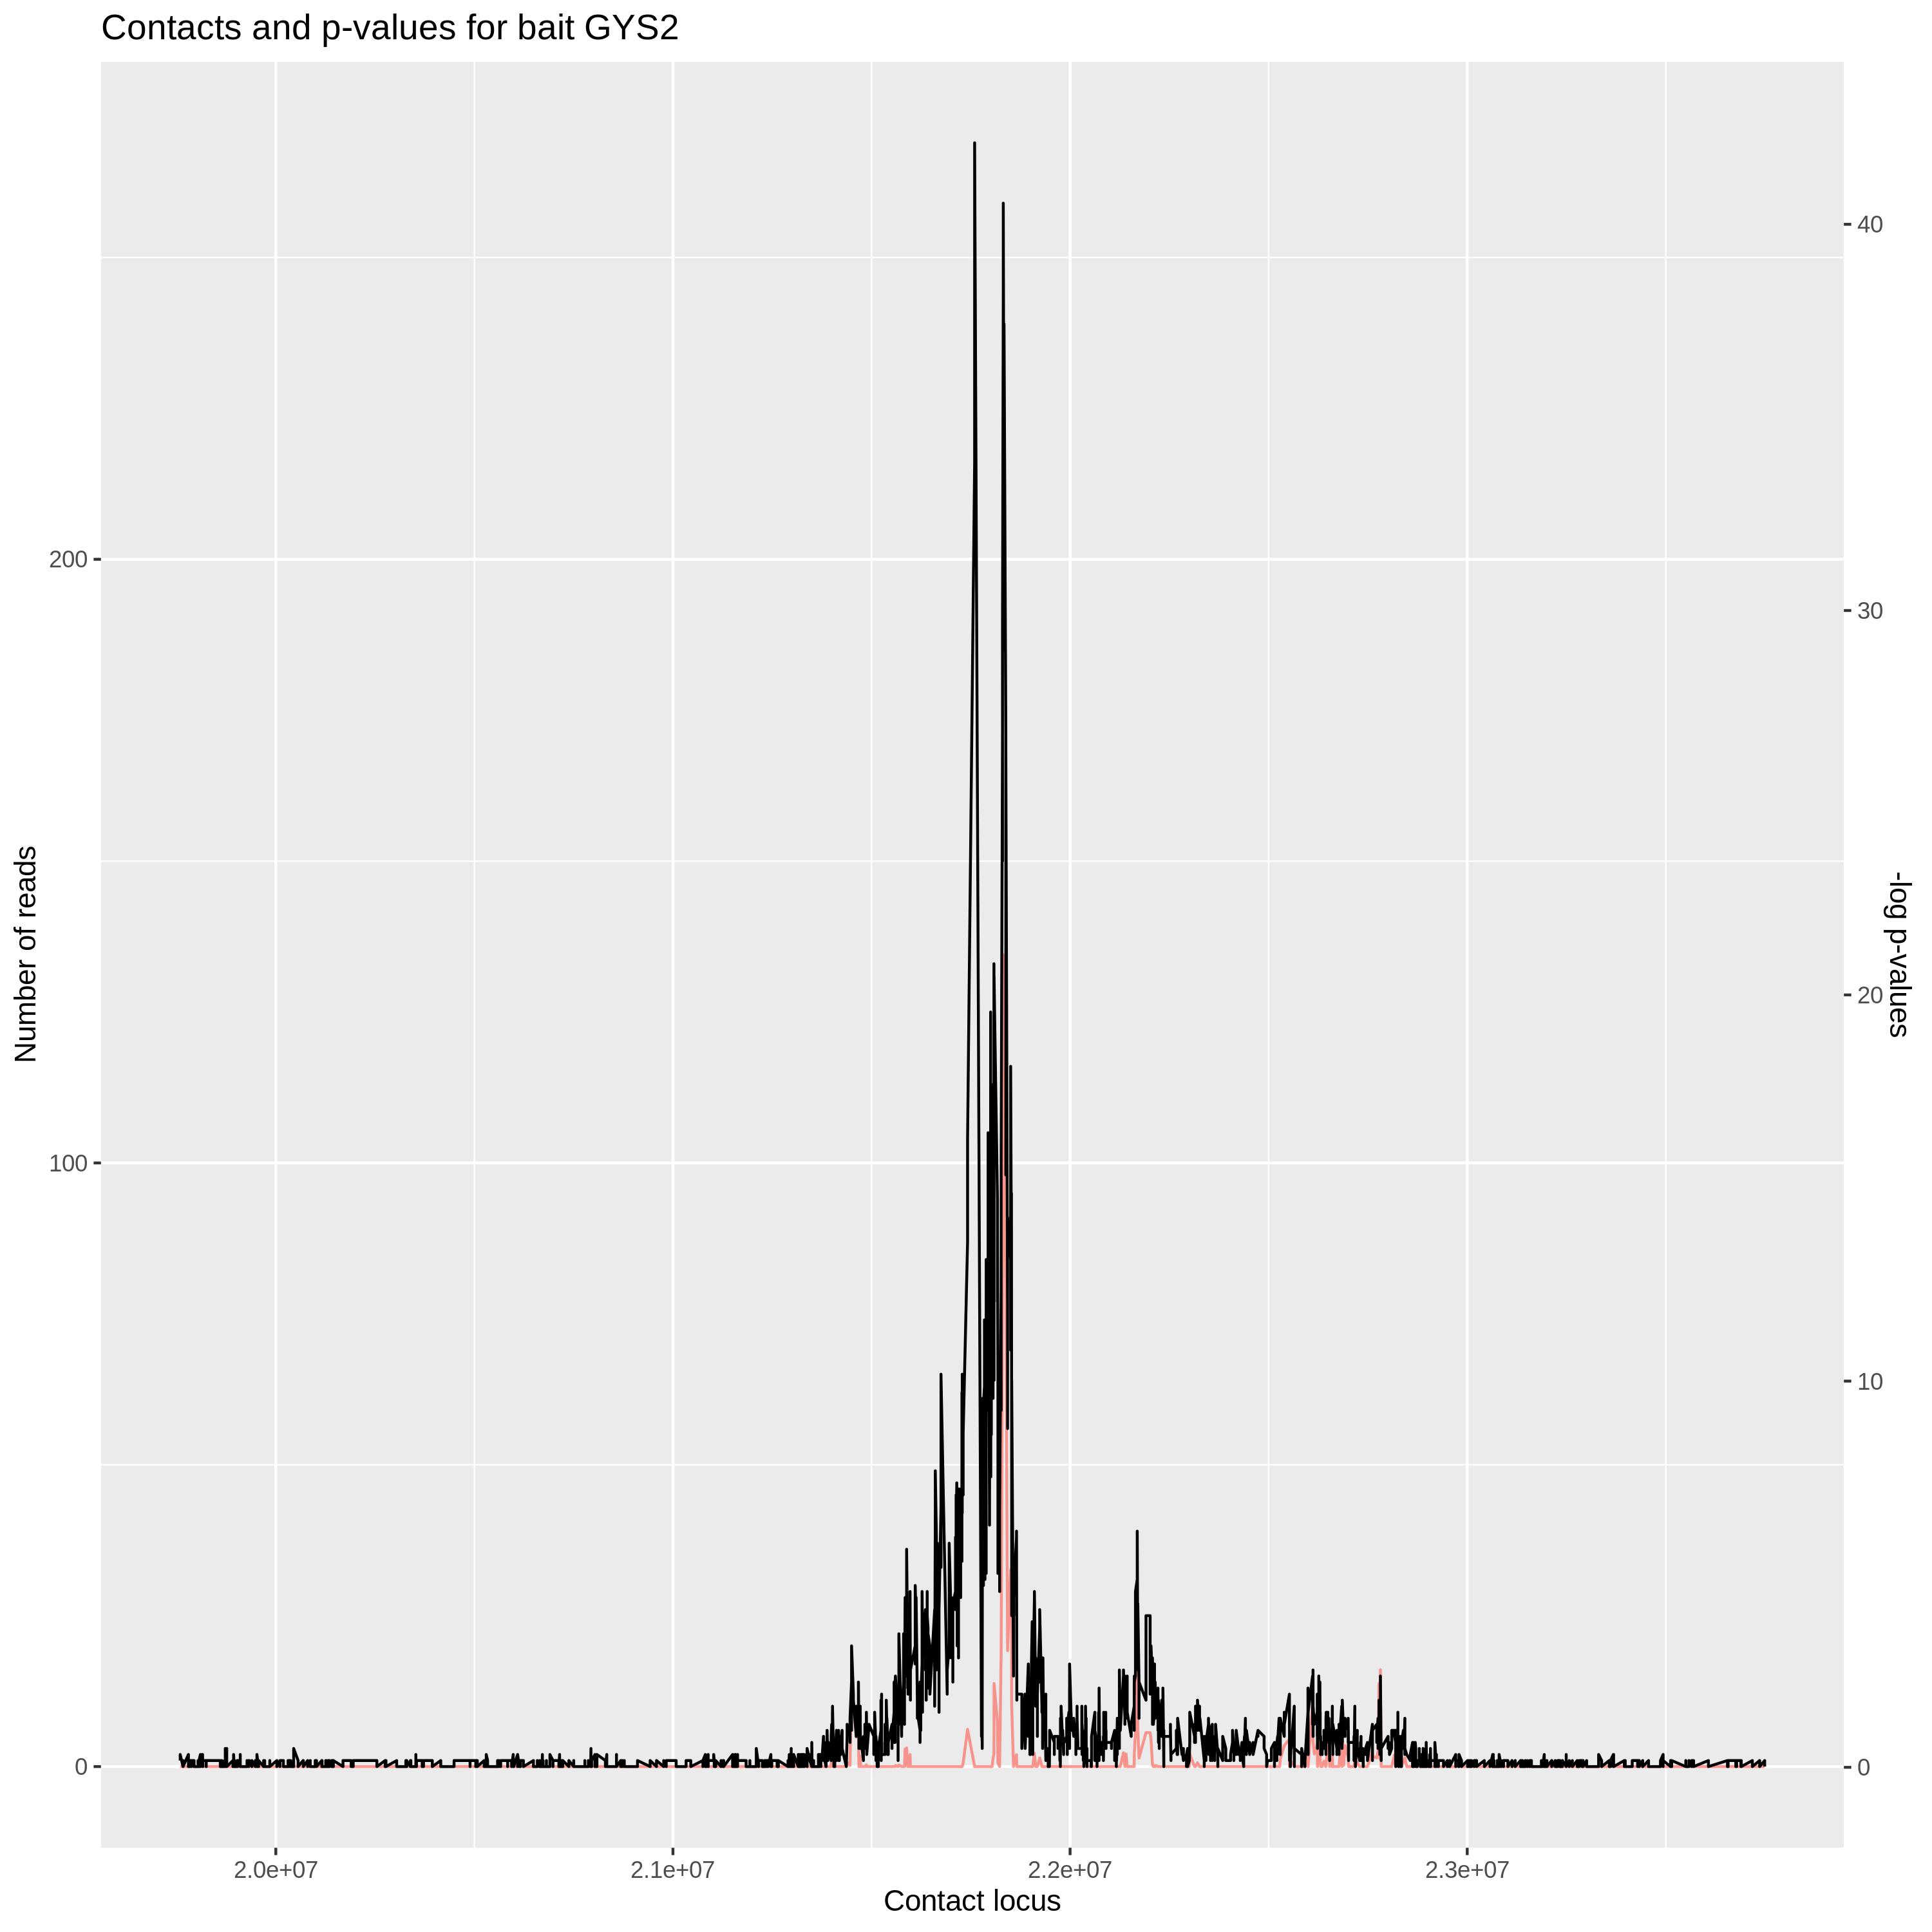 Contacts and p-values for bait GYS2
Number of reads
200
100
0
40
30
20
10
0
-log p-values
2.0e+07
2.1e+07
2.2e+07
2.3e+07
Contact locus